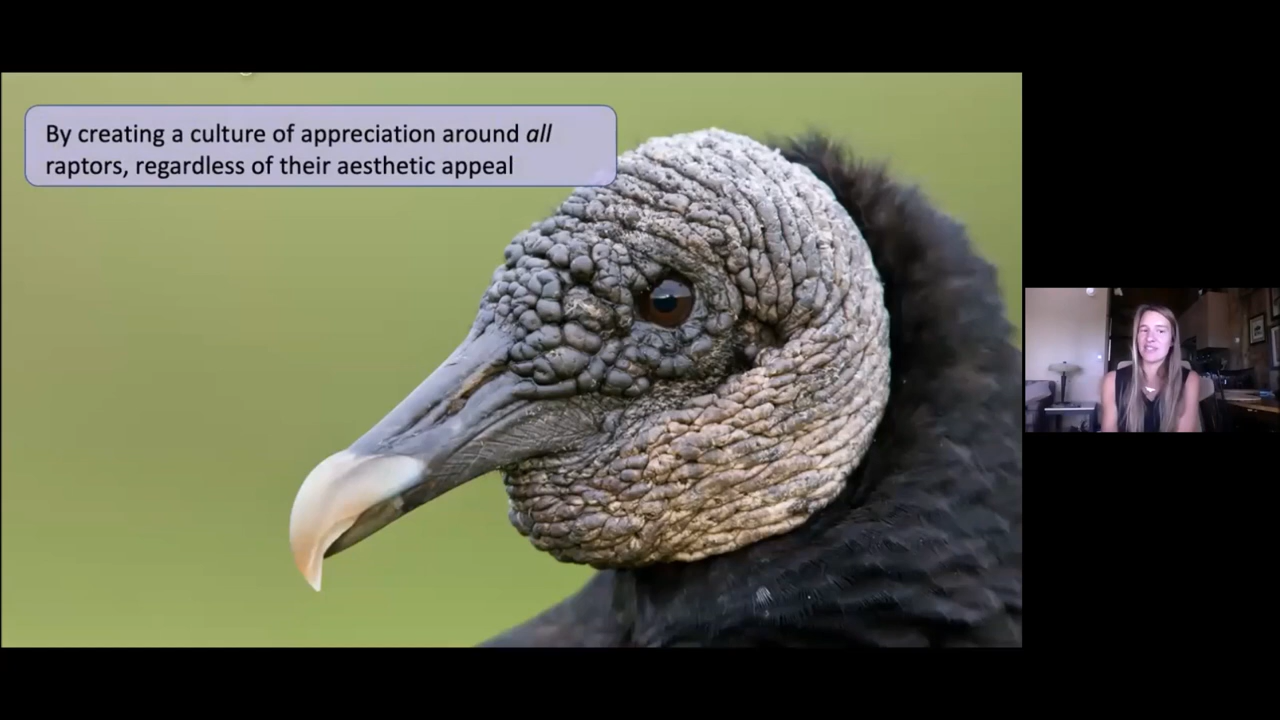 By creating a culture of appreciation around all
raptors, regardless of their aesthetic appeal